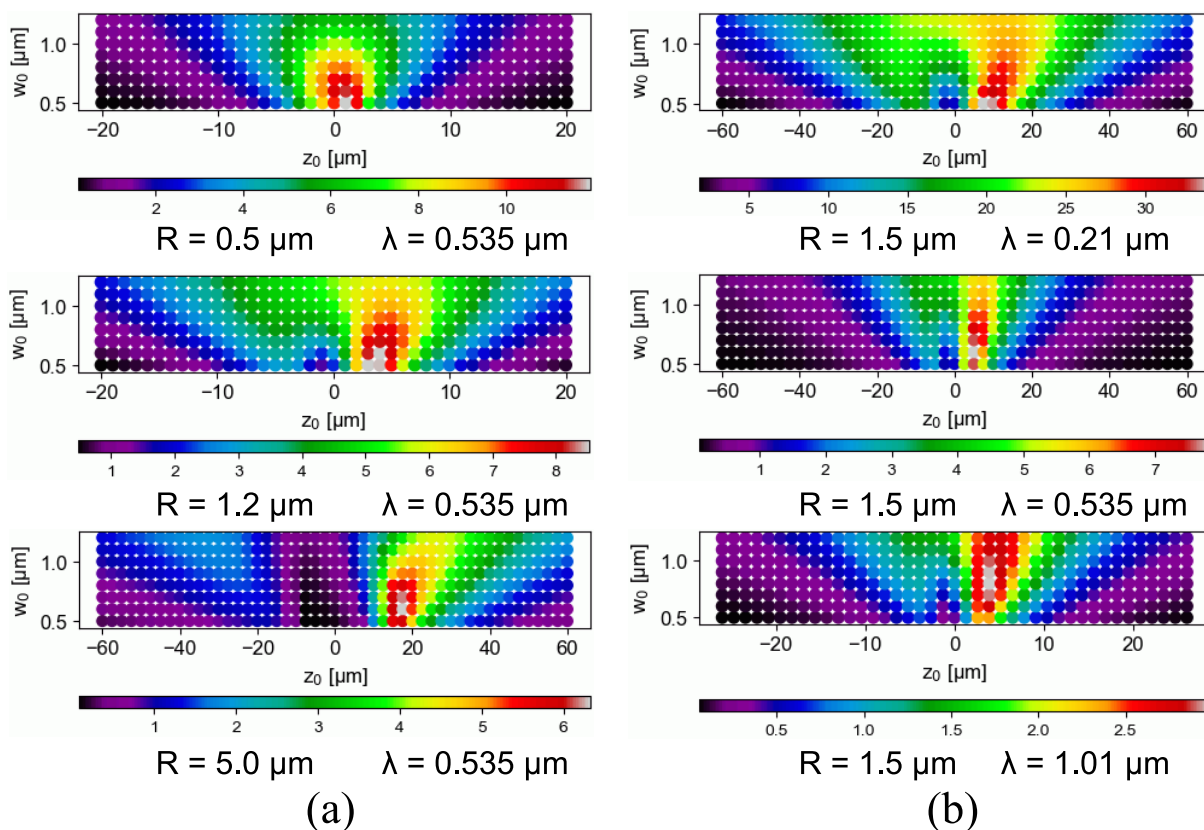 w₀ [µm]
1.0
0.5
−20 −10 0 10 20
z₀ [µm]
2 4 6 8 10
R = 0.5 µm λ = 0.535 µm
w₀ [µm]
1.0
0.5
−20 −10 0 10 20
z₀ [µm]
1 2 3 4 5 6 7 8
R = 1.2 µm λ = 0.535 µm
w₀ [µm]
1.0
0.5
−60 −40 −20 0 20 40 60
z₀ [µm]
1 2 3 4 5 6
R = 5.0 µm λ = 0.535 µm
(a)
w₀ [µm]
1.0
0.5
−60 −40 −20 0 20 40 60
z₀ [µm]
5 10 15 20 25 30
R = 1.5 µm λ = 0.21 µm
w₀ [µm]
1.0
0.5
−60 −40 −20 0 20 40 60
z₀ [µm]
1 2 3 4 5 6 7
R = 1.5 µm λ = 0.535 µm
w₀ [µm]
1.0
0.5
−20 −10 0 10 20
z₀ [µm]
0.5 1.0 1.5 2.0 2.5
R = 1.5 µm λ = 1.01 µm
(b)